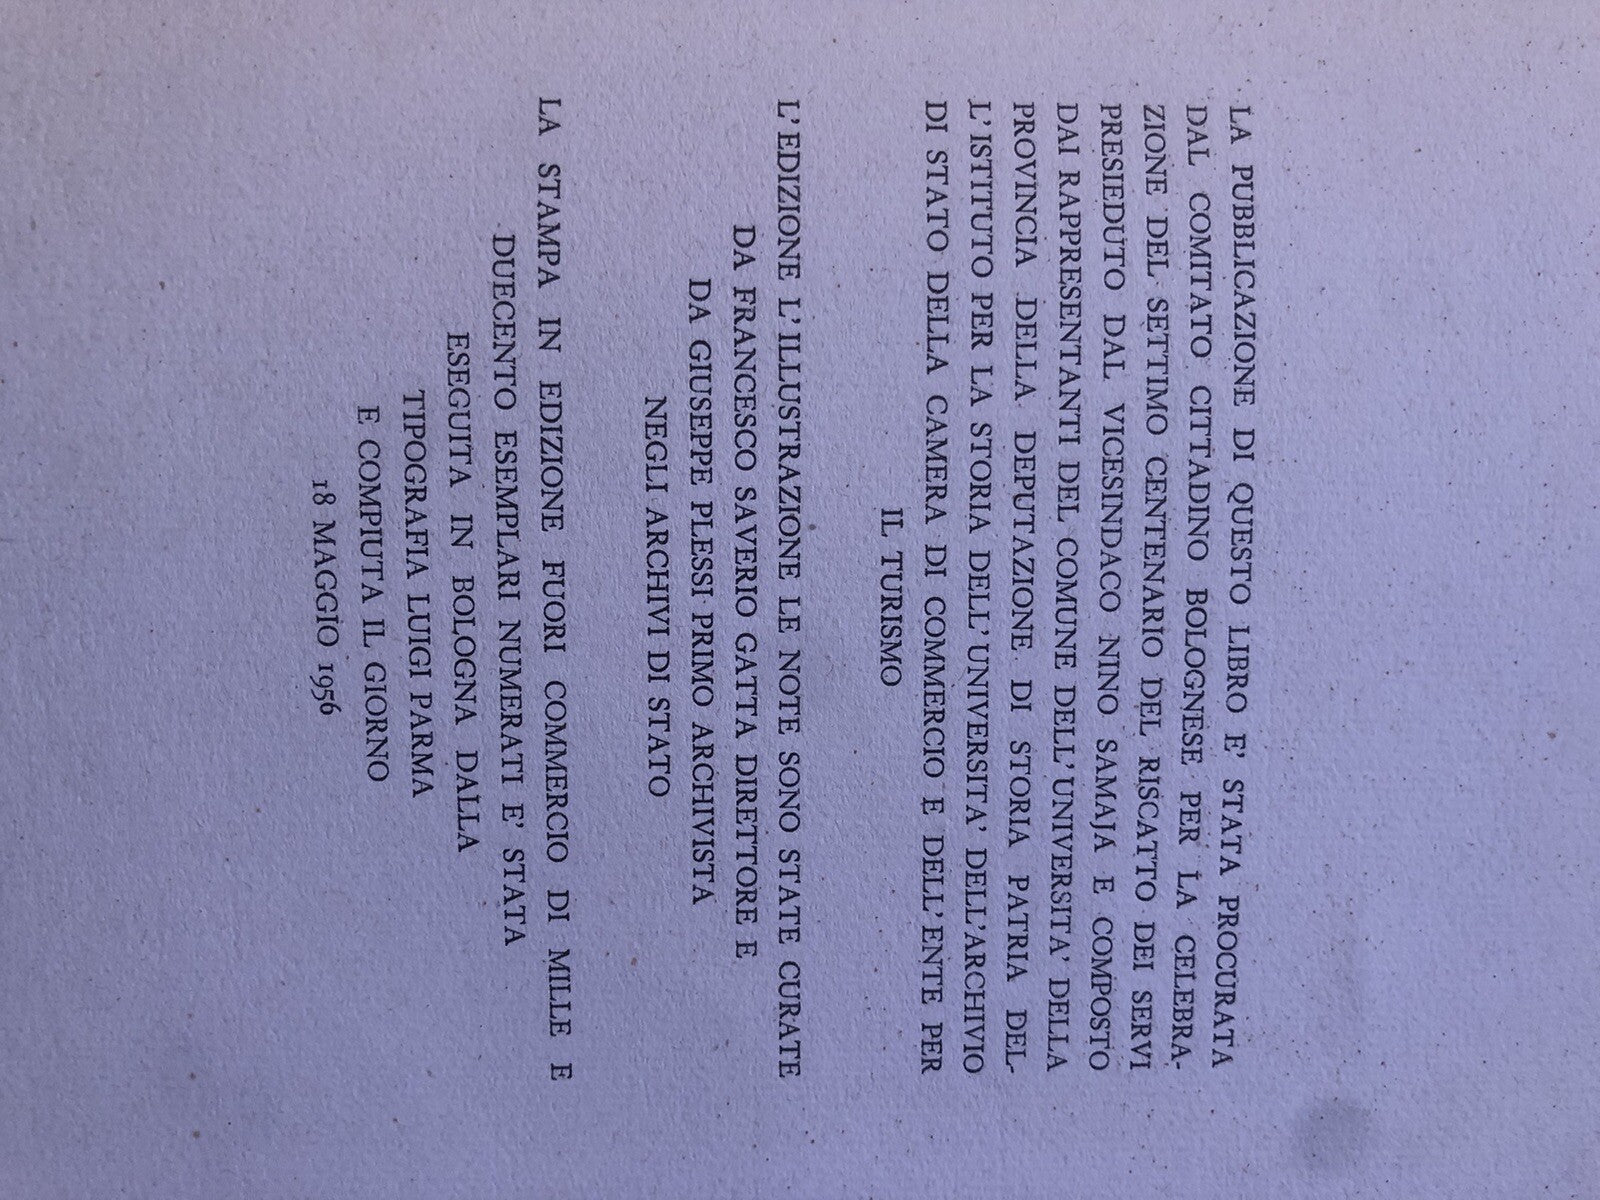 LA PUBBLICAZIONE DI QUESTO LIBRO E' STATA PROCURATA
DAL COMITATO CITTADINO BOLOGNESE PER LA CELEBRA-
ZIONE DEL SETTIMO CENTENARIO DEL RISCATTO DEI SERVI
PRESIEDUTO DAL VICESINDACO NINO SAMAJA E COMPOSTO
DAI RAPPRESENTANTI DEL COMUNE DELL'UNIVERSITA' DELLA
PROVINCIA DELLA DEPUTAZIONE DI STORIA PATRIA DEL-
L'ISTITUTO PER LA STORIA DELL'UNIVERSITA' DELL'ARCHIVIO
DI STATO DELLA CAMERA DI COMMERCIO E DELL'ENTE PER
IL TURISMO
L'EDIZIONE L'ILLUSTRAZIONE LE NOTE SONO STATE CURATE
DA FRANCESCO SAVERIO GATTA DIRETTORE E
DA GIUSEPPE PLESSI PRIMO ARCHIVISTA
NEGLI ARCHIVI DI STATO
LA STAMPA IN EDIZIONE FUORI COMMERCIO DI MILLE E
DUECENTO ESEMPLARI NUMERATI E' STATA
ESEGUITA IN BOLOGNA DALLA
TIPOGRAFIA LUIGI PARMA
E COMPIUTA IL GIORNO
18 MAGGIO 1956